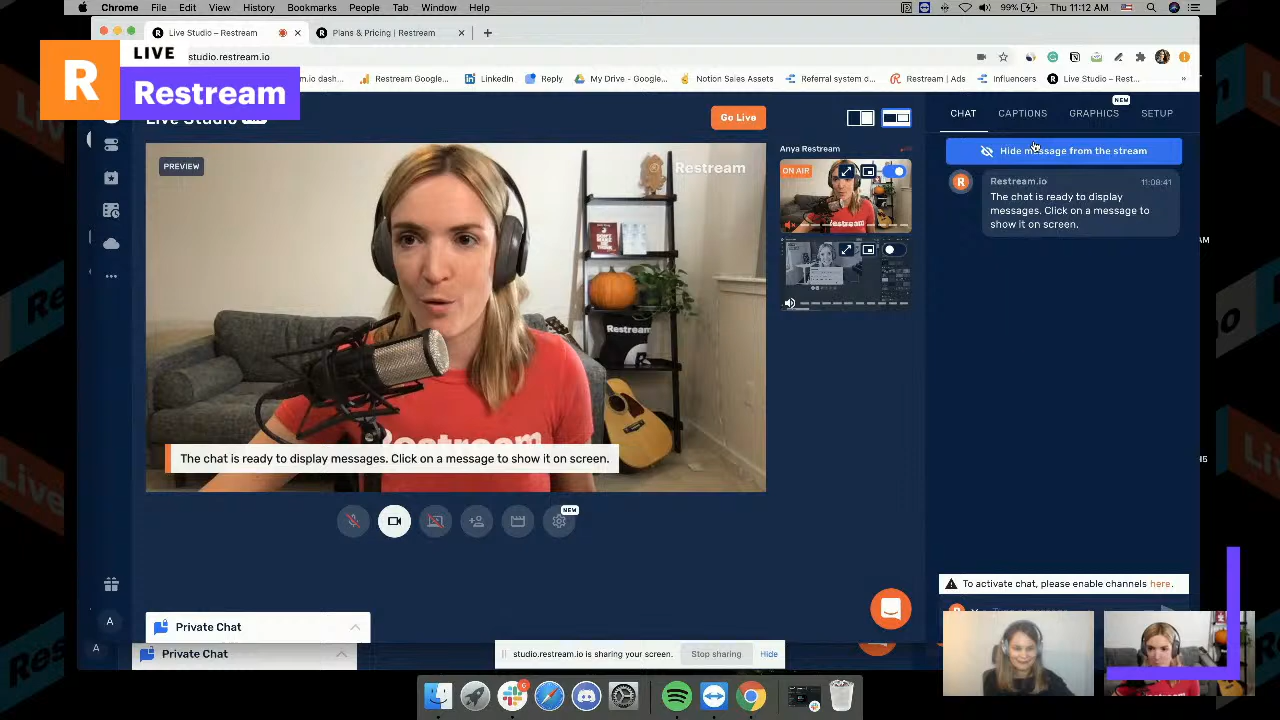 Chrome File Edit View History Bookmarks People Tab Window Help 99% Thu 11:12 AM
Live Studio – Restream
Plans & Pricing | Restream
LIVE
studio.restream.io
R
Restream
m.io dash...
Restream Google...
LinkedIn
Reply
My Drive - Google...
Notion Sales Assets
Referral system d...
Restream | Ads
Influencers
Live Studio – Rest...
»
Live Studio
Go Live
CHAT
CAPTIONS
NEW
GRAPHICS
SETUP
PREVIEW
Restream
Anya Restream
ON AIR
Hide message from the stream
R
Restream.io
11:08:41
The chat is ready to display
messages. Click on a message to
show it on screen.
AM
Restream
estream
The chat is ready to display messages. Click on a message to show it on screen.
NEW
To activate chat, please enable channels here.
A
Private Chat
A
Private Chat
studio.restream.io is sharing your screen.
Stop sharing
Hide
6